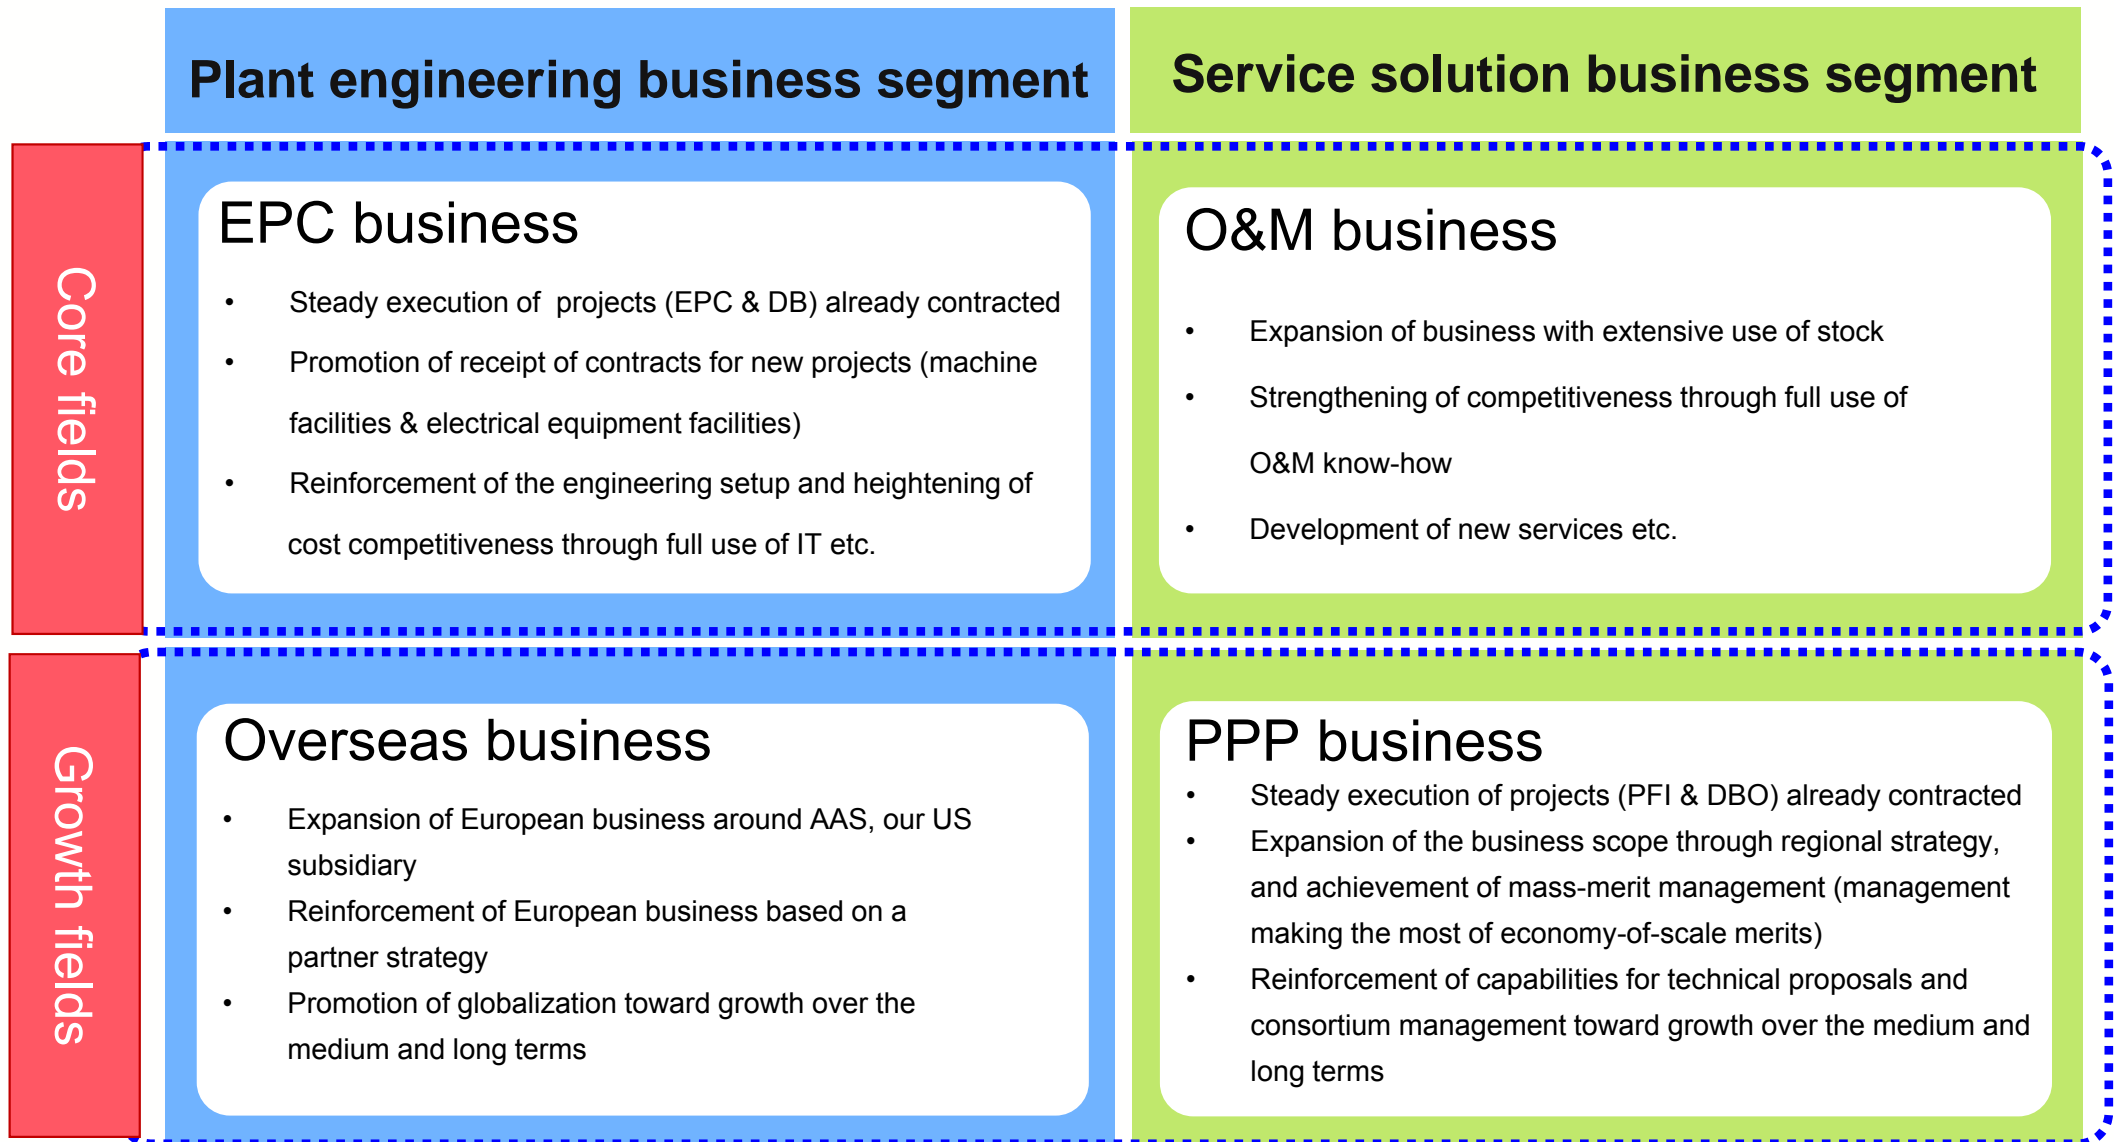 Plant engineering business segment
Service solution business segment
Core fields
EPC business
• Steady execution of  projects (EPC & DB) already contracted
• Promotion of receipt of contracts for new projects (machine
facilities & electrical equipment facilities)
• Reinforcement of the engineering setup and heightening of
cost competitiveness through full use of IT etc.
O&M business
• Expansion of business with extensive use of stock
• Strengthening of competitiveness through full use of
O&M know-how
• Development of new services etc.
Growth fields
Overseas business
• Expansion of European business around AAS, our US
subsidiary
• Reinforcement of European business based on a
partner strategy
• Promotion of globalization toward growth over the
medium and long terms
PPP business
• Steady execution of projects (PFI & DBO) already contracted
• Expansion of the business scope through regional strategy,
and achievement of mass-merit management (management
making the most of economy-of-scale merits)
• Reinforcement of capabilities for technical proposals and
consortium management toward growth over the medium and
long terms